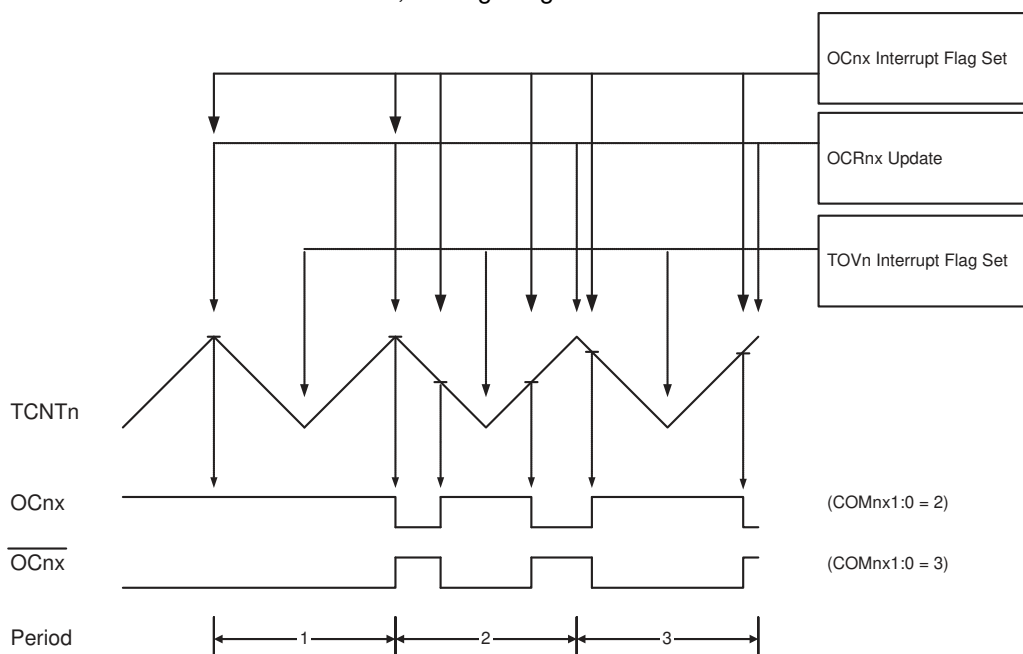 OCnx Interrupt Flag Set
OCRnx Update
TOVn Interrupt Flag Set
TCNTn
OCnx
(COMnx1:0 = 2)
OCnx
(COMnx1:0 = 3)
Period
1
2
3